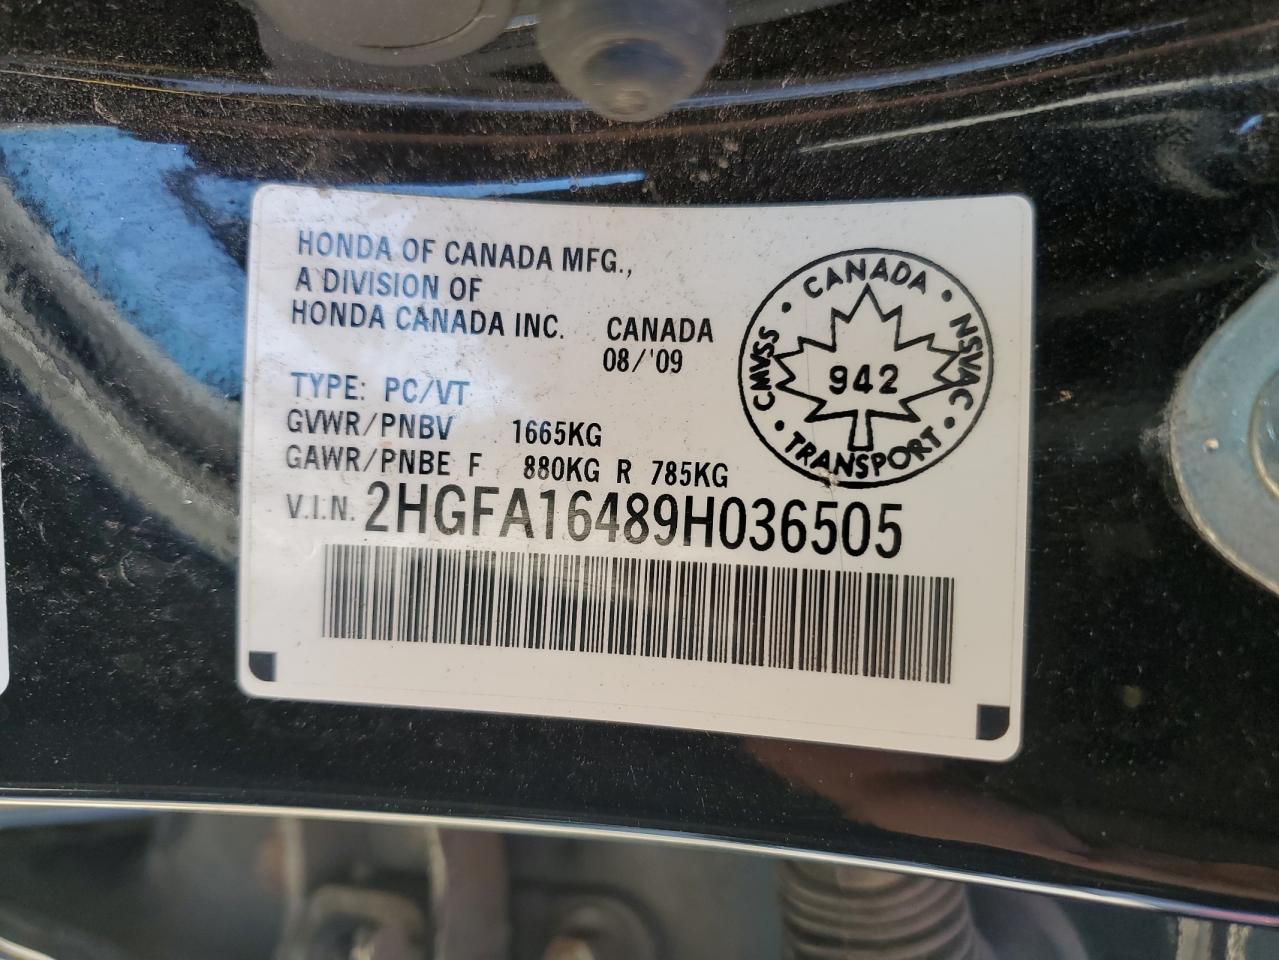 HONDA OF CANADA MFG.,
A DIVISION OF
HONDA CANADA INC. CANADA
08/'09
TYPE: PC/VT
GVWR/PNBV 1665KG
GAWR/PNBE F 880KG R 785KG
V.I.N. 2HGFA16489H036505
CANADA • NSVAC • TRANSPORT • CMVSS •
942